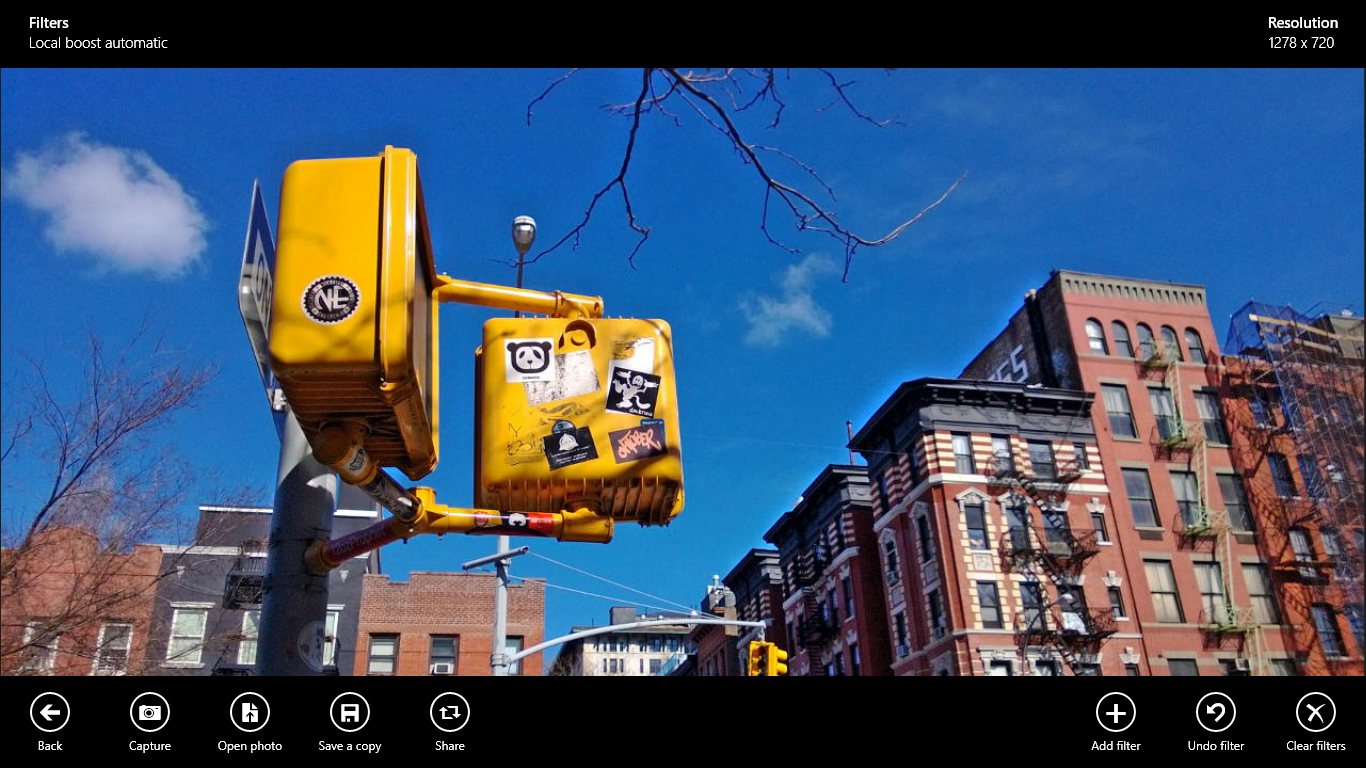 Filters
Local boost automatic
Resolution
1278 x 720
NE
ES
Back
Capture
Open photo
Save a copy
Share
Add filter
Undo filter
Clear filters